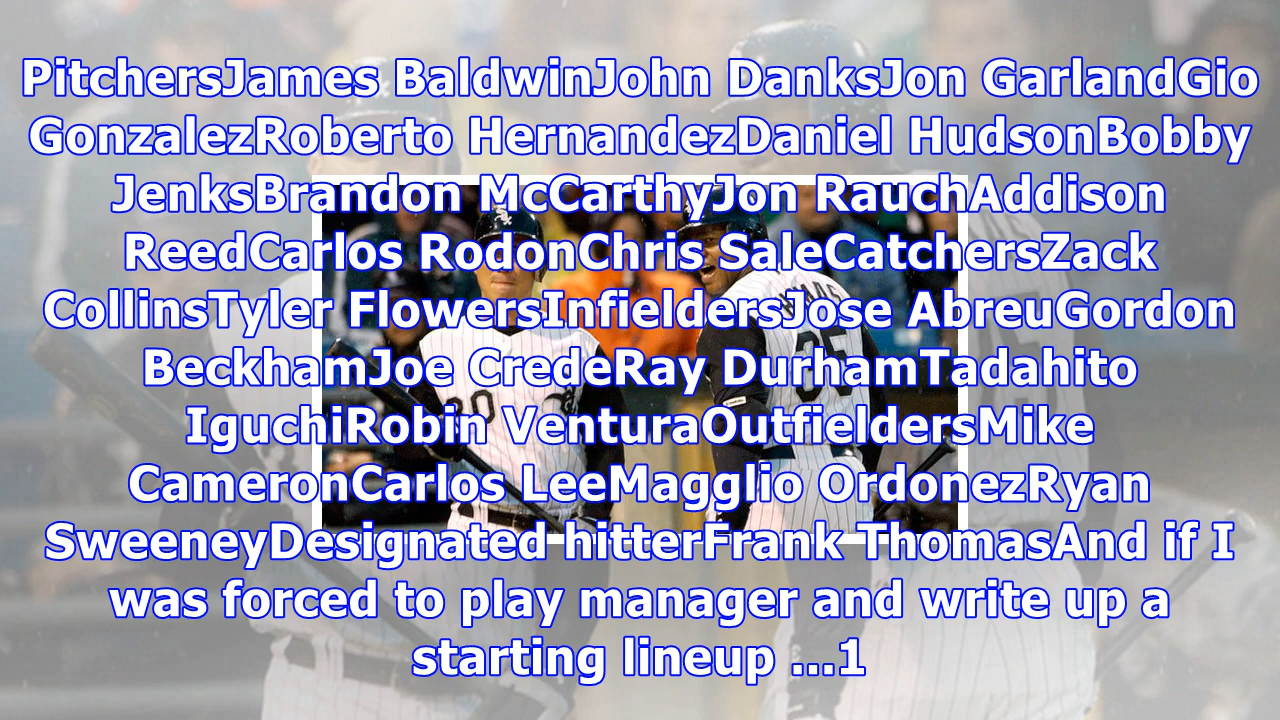 PitchersJames BaldwinJohn DanksJon GarlandGio
GonzalezRoberto HernandezDaniel HudsonBobby
JenksBrandon McCarthyJon RauchAddison
ReedCarlos RodonChris SaleCatchersZack
CollinsTyler FlowersInfieldersJose AbreuGordon
BeckhamJoe CredeRay DurhamTadahito
IguchiRobin VenturaOutfieldersMike
CameronCarlos LeeMagglio OrdonezRyan
SweeneyDesignated hitterFrank ThomasAnd if I
was forced to play manager and write up a
starting lineup ...1